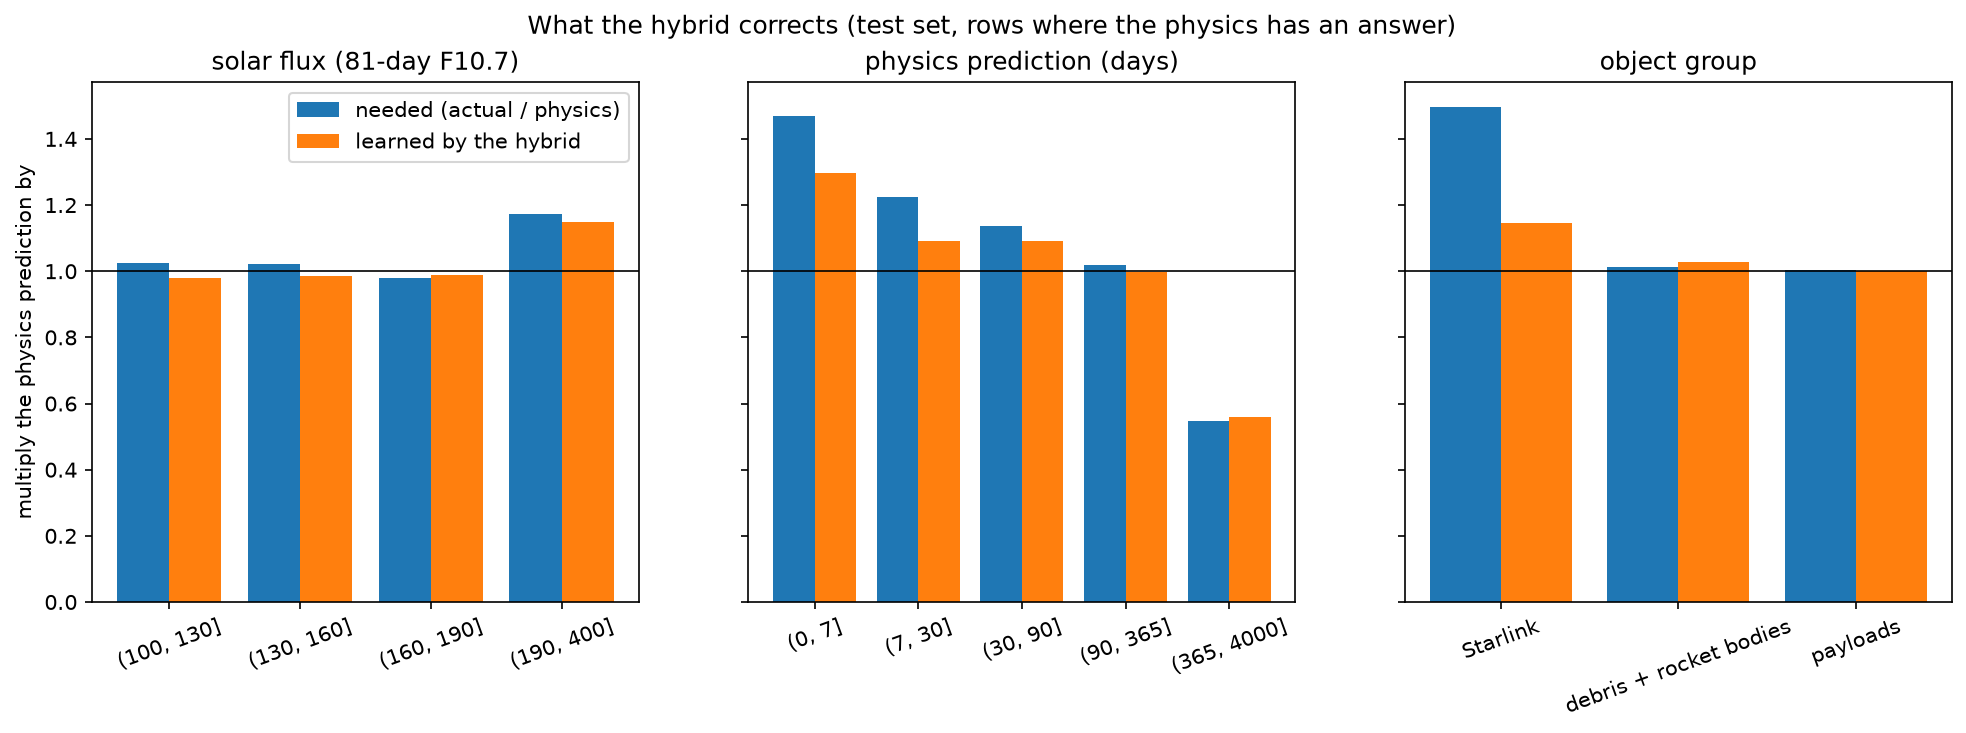 What the hybrid corrects (test set, rows where the physics has an answer)
solar flux (81-day F10.7)
needed (actual / physics)
learned by the hybrid
multiply the physics prediction by
1.4
1.2
1.0
0.8
0.6
0.4
0.2
0.0
(100, 130]
(130, 160]
(160, 190]
(190, 400]
physics prediction (days)
(0, 7]
(7, 30]
(30, 90]
(90, 365]
(365, 4000]
object group
Starlink
debris + rocket bodies
payloads